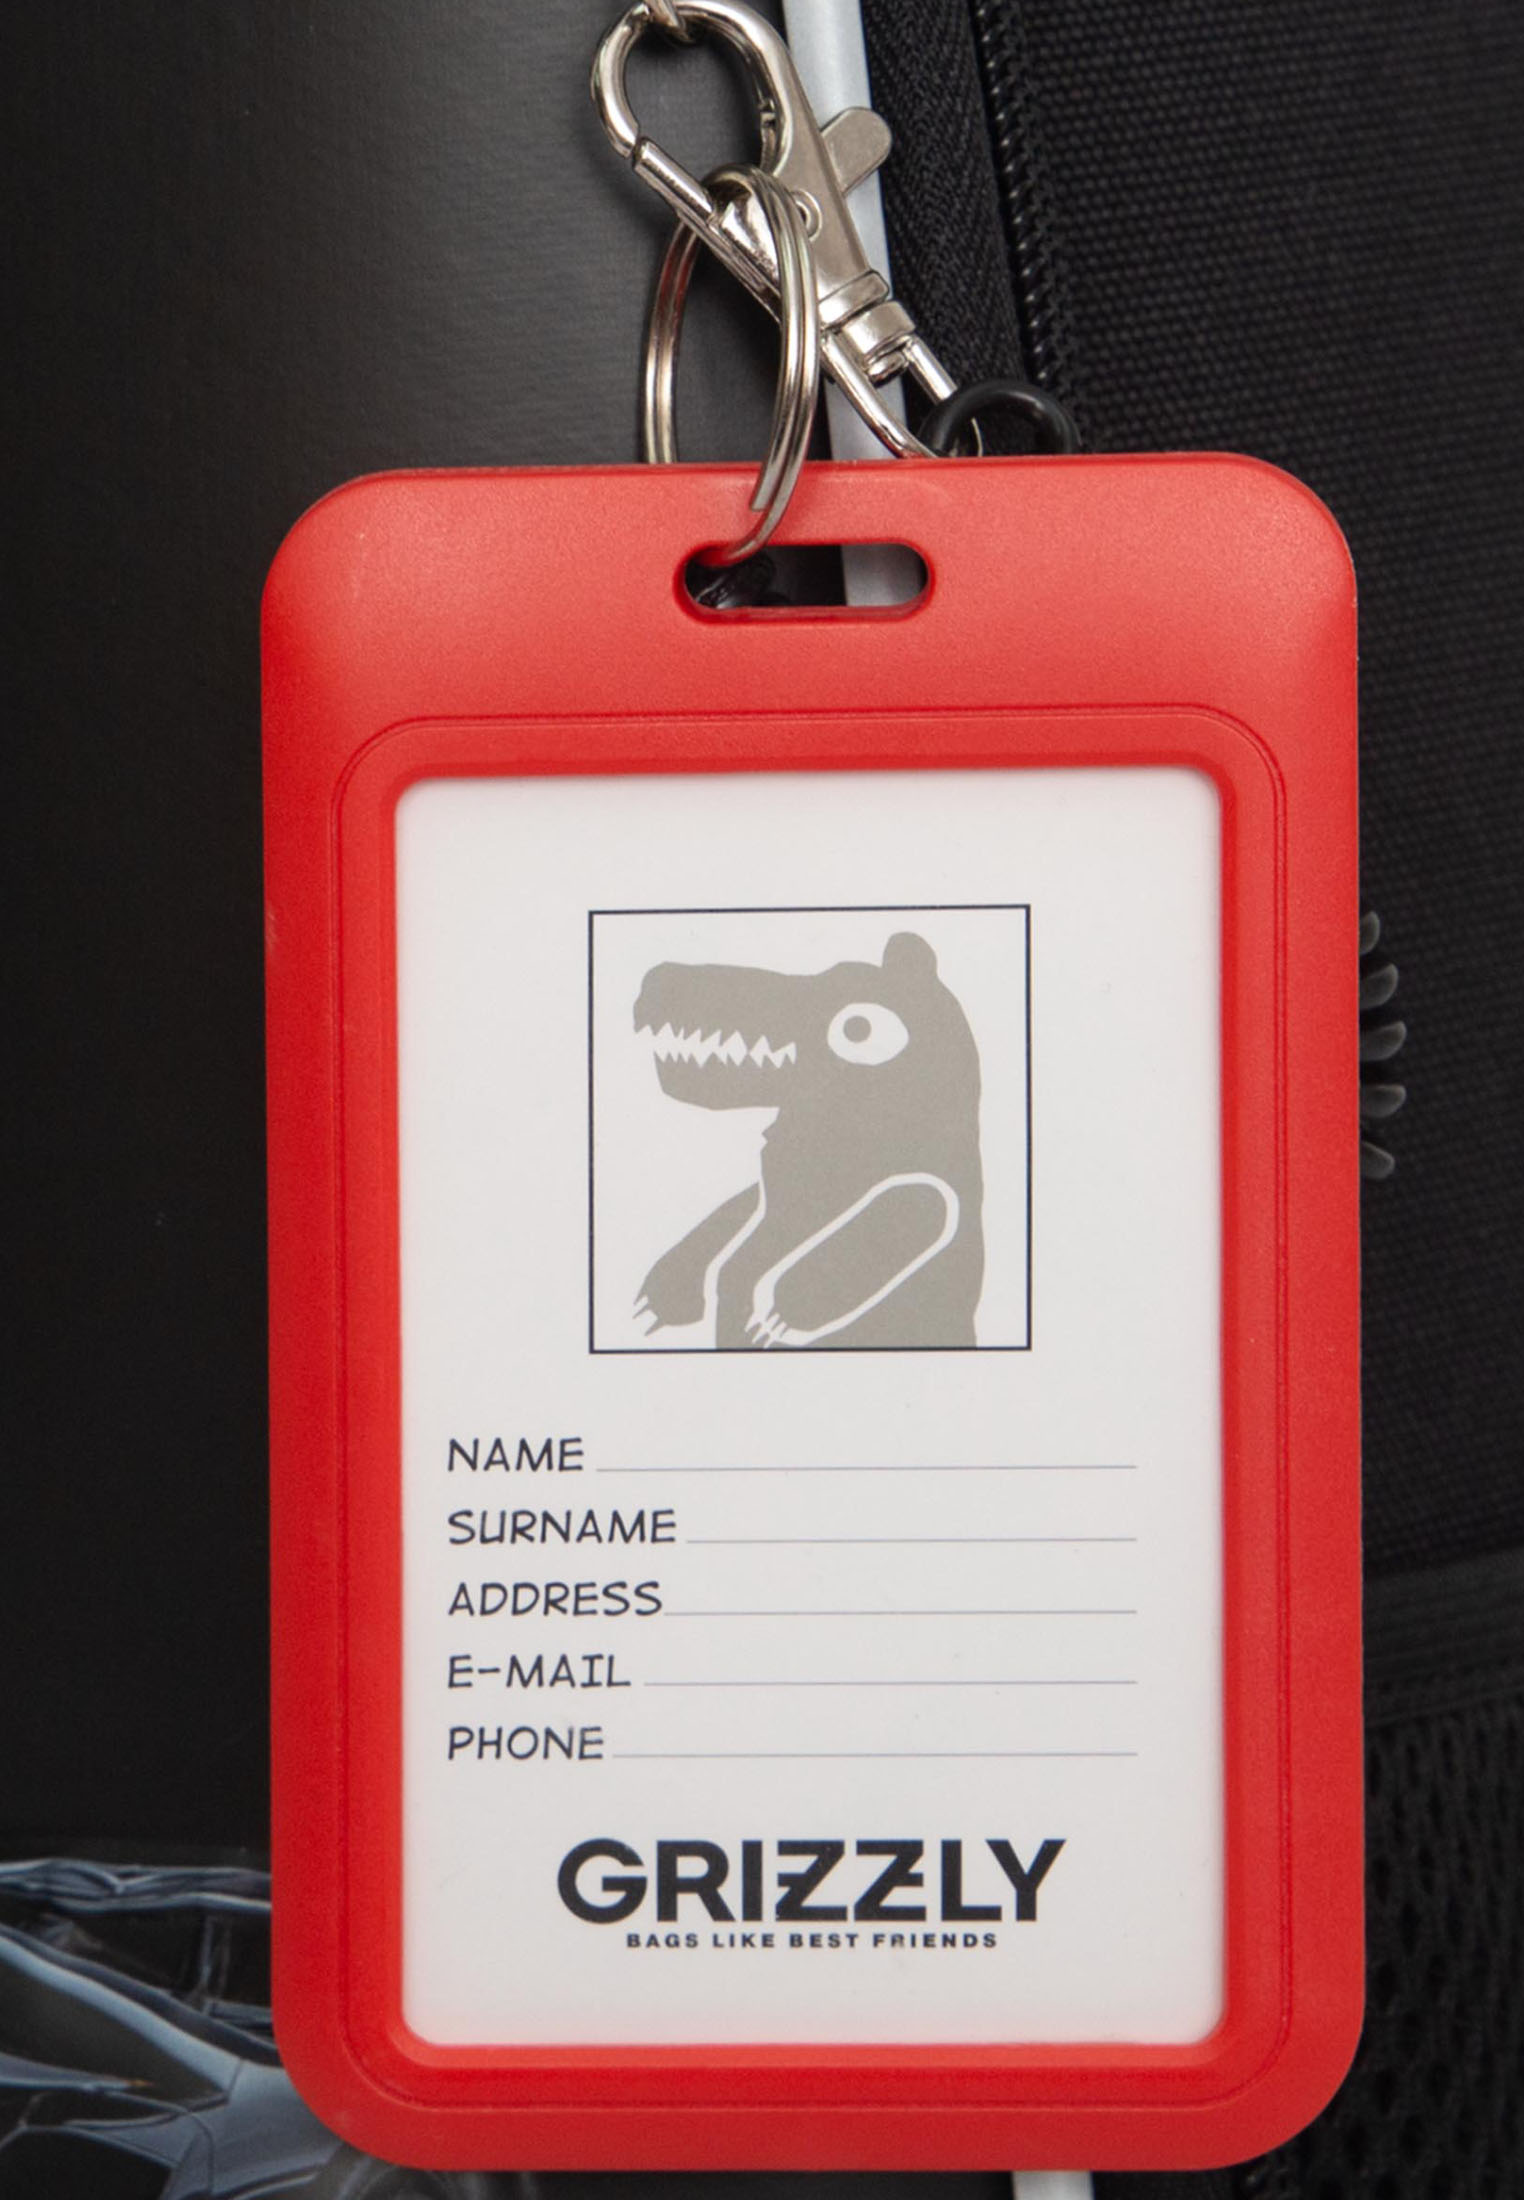 NAME
SURNAME
ADDRESS
E-MAIL
PHONE
GRIZZLY
BAGS LIKE BEST FRIENDS